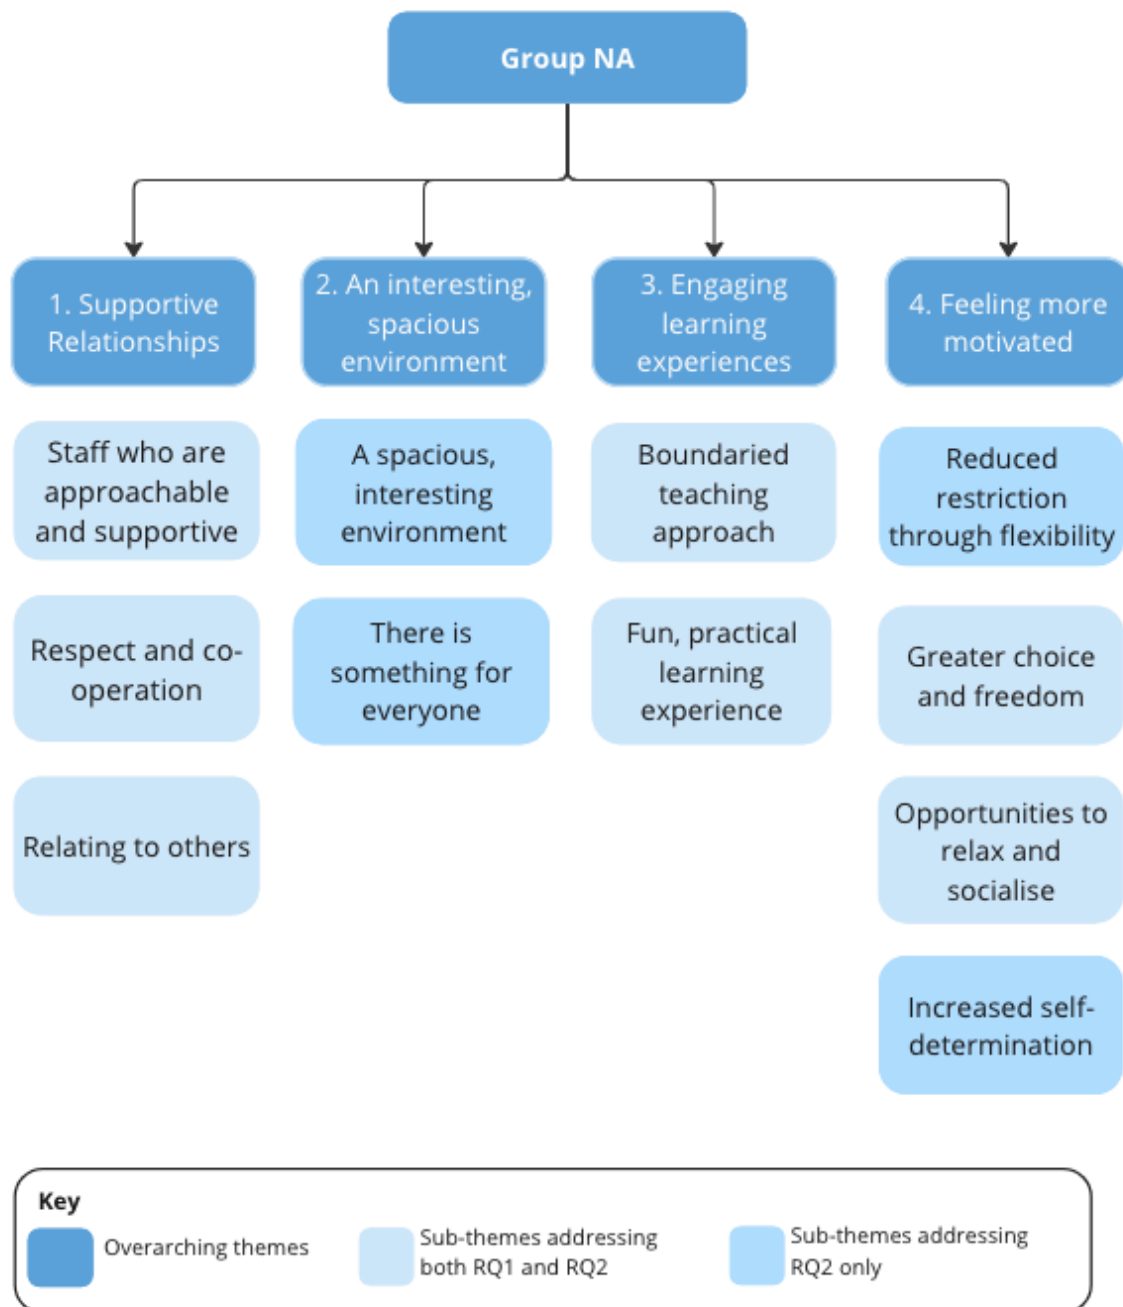 Group NA
1. Supportive
Relationships
2. An interesting,
spacious
environment
3. Engaging
learning
experiences
4. Feeling more
motivated
Staff who are
approachable
and supportive
A spacious,
interesting
environment
Boundaried
teaching
approach
Reduced
restriction
through flexibility
Respect and co-
operation
There is
something for
everyone
Fun, practical
learning
experience
Greater choice
and freedom
Relating to others
Opportunities to
relax and
socialise
Increased self-
determination
Key
Overarching themes
Sub-themes addressing
both RQ1 and RQ2
Sub-themes addressing
RQ2 only